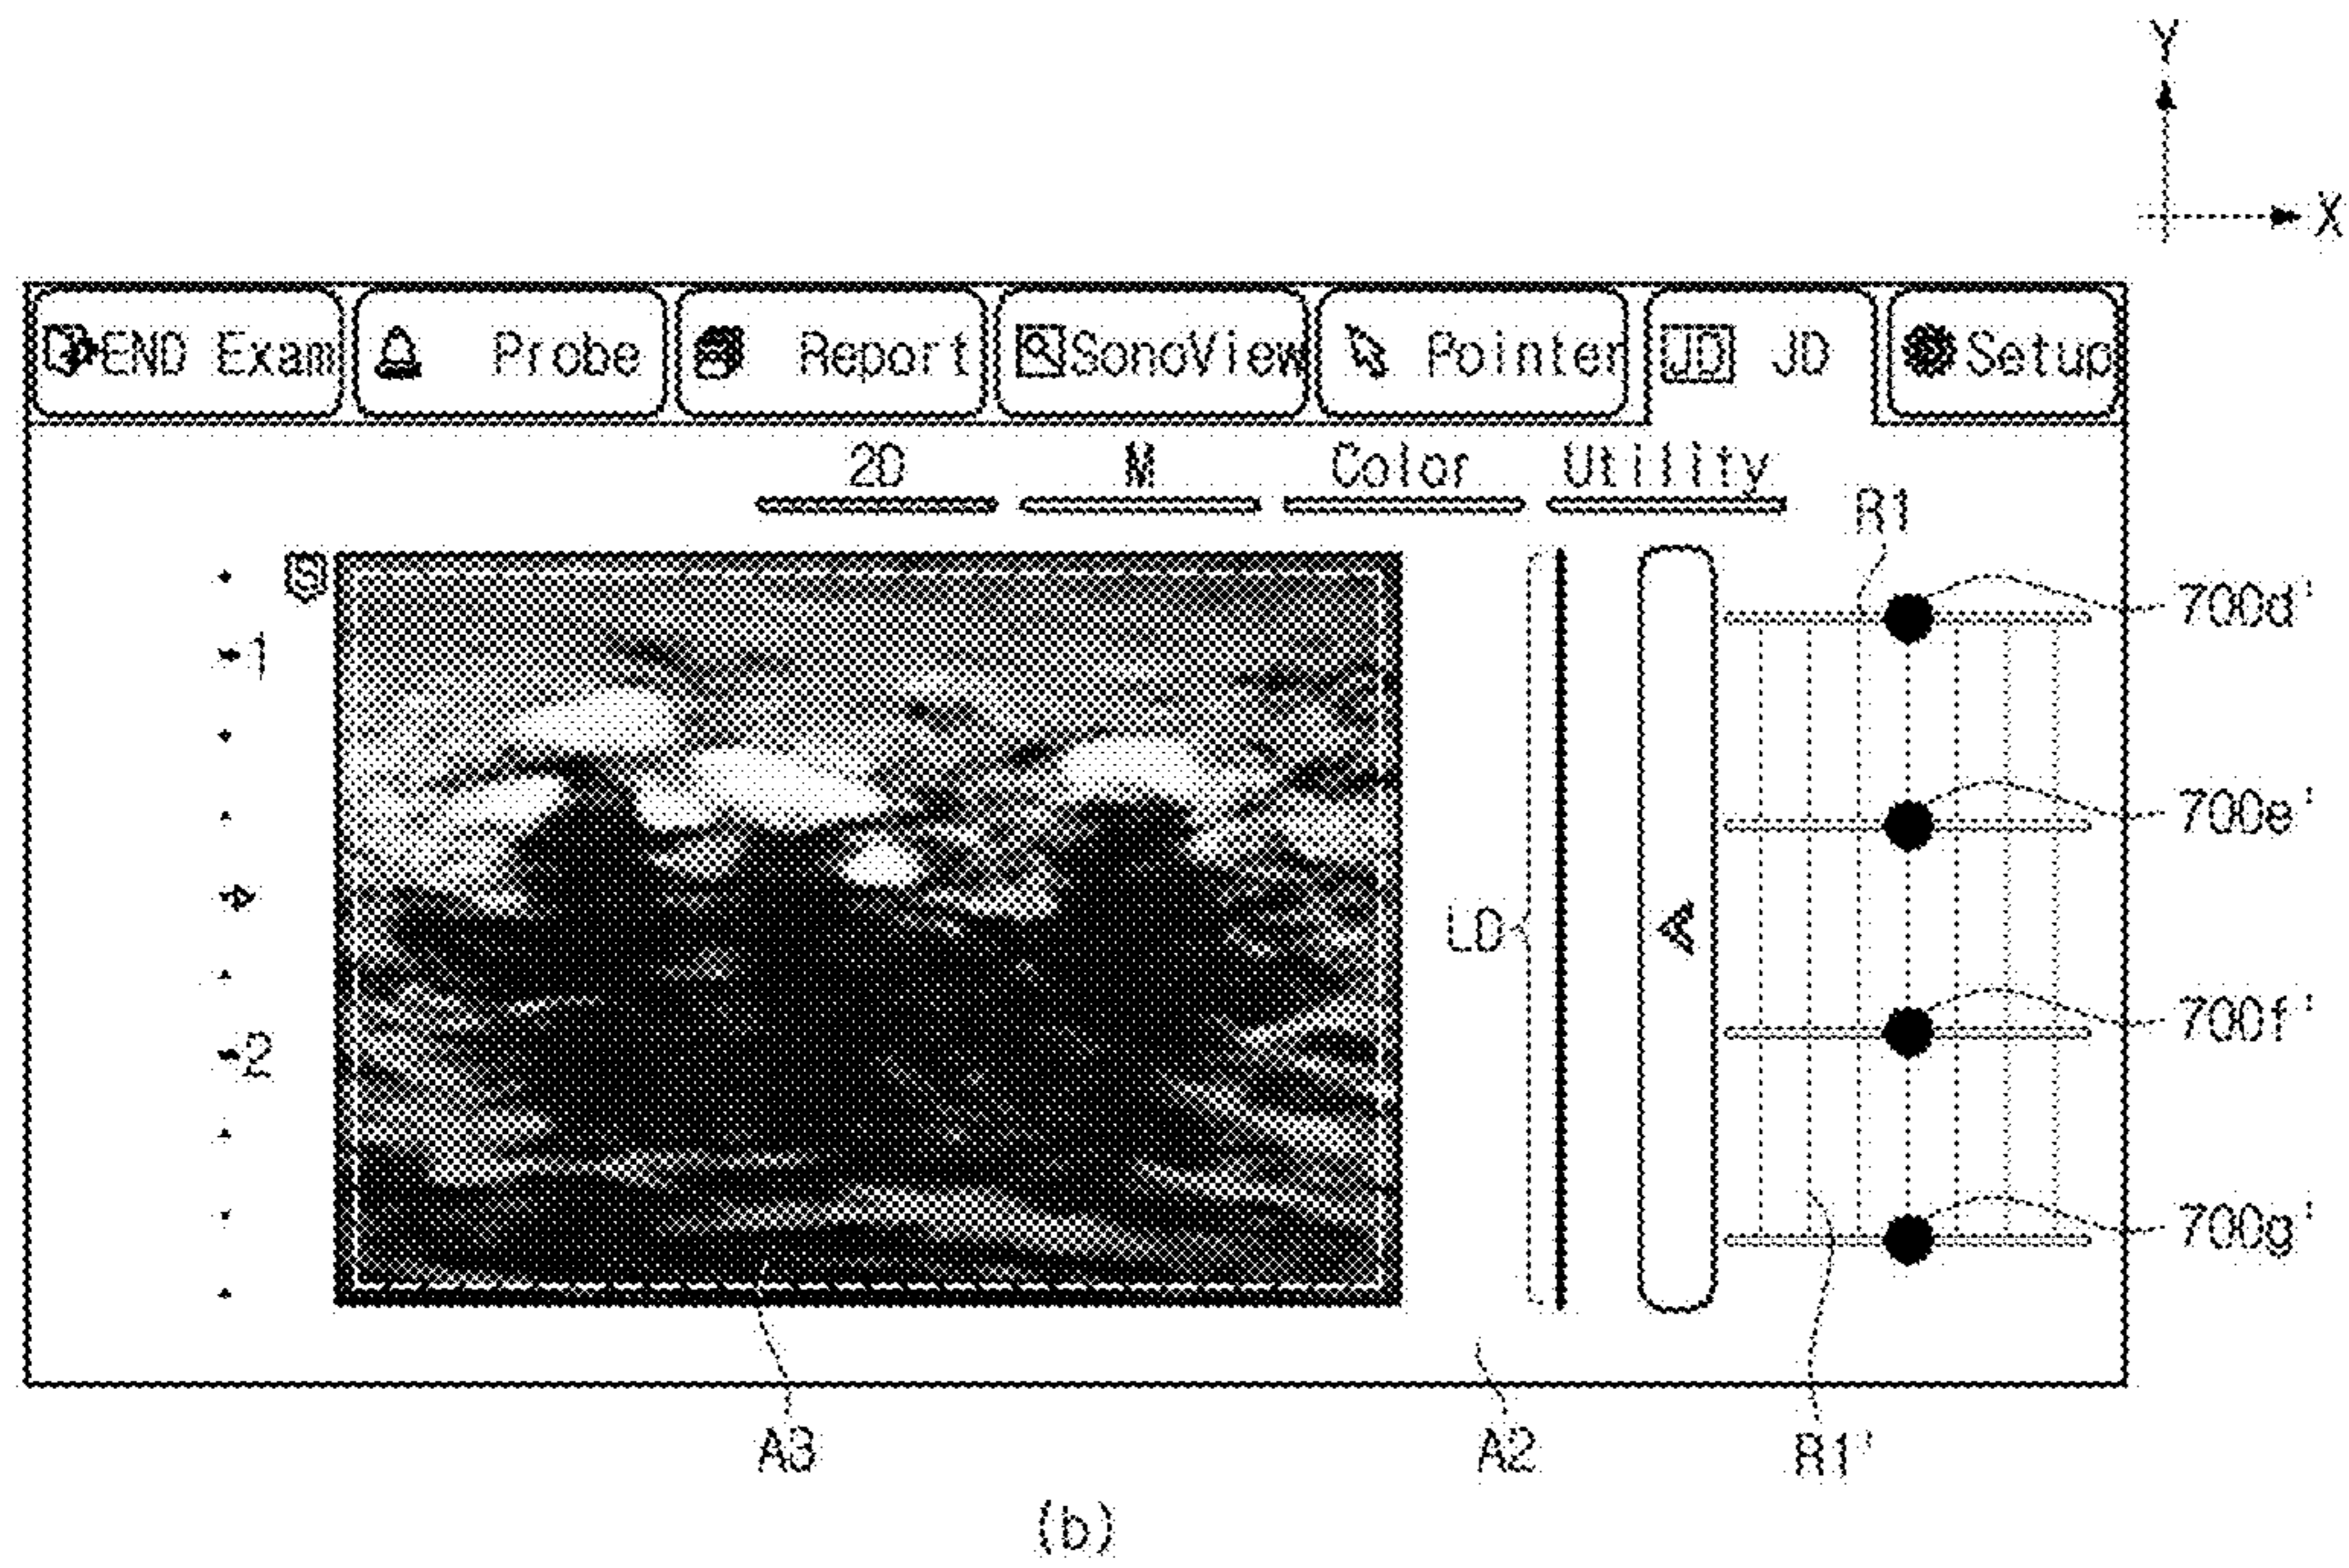 Y
X
END Exam Probe Report SonoView Pointer JD JD Setup
2D M Color Utility
R1
S
700d'
1
700e'
LD
700f'
2
700g'
A3 A2 R1'
(b)